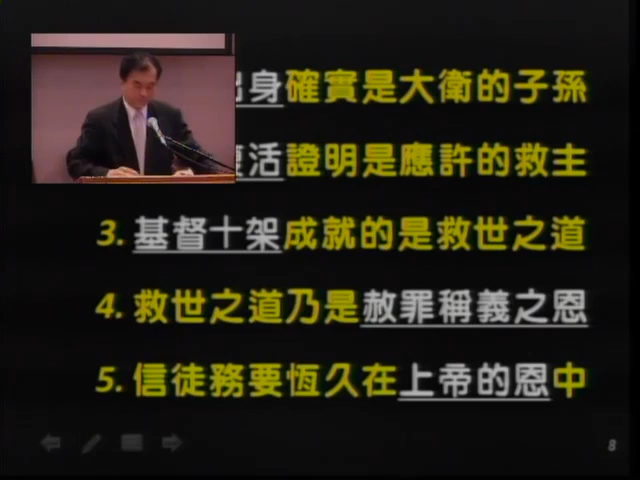 出身確實是大衛的子孫
復活證明是應許的救主
3. 基督十架成就的是救世之道
4. 救世之道乃是赦罪稱義之恩
5. 信徒務要恆久在上帝的恩中
8